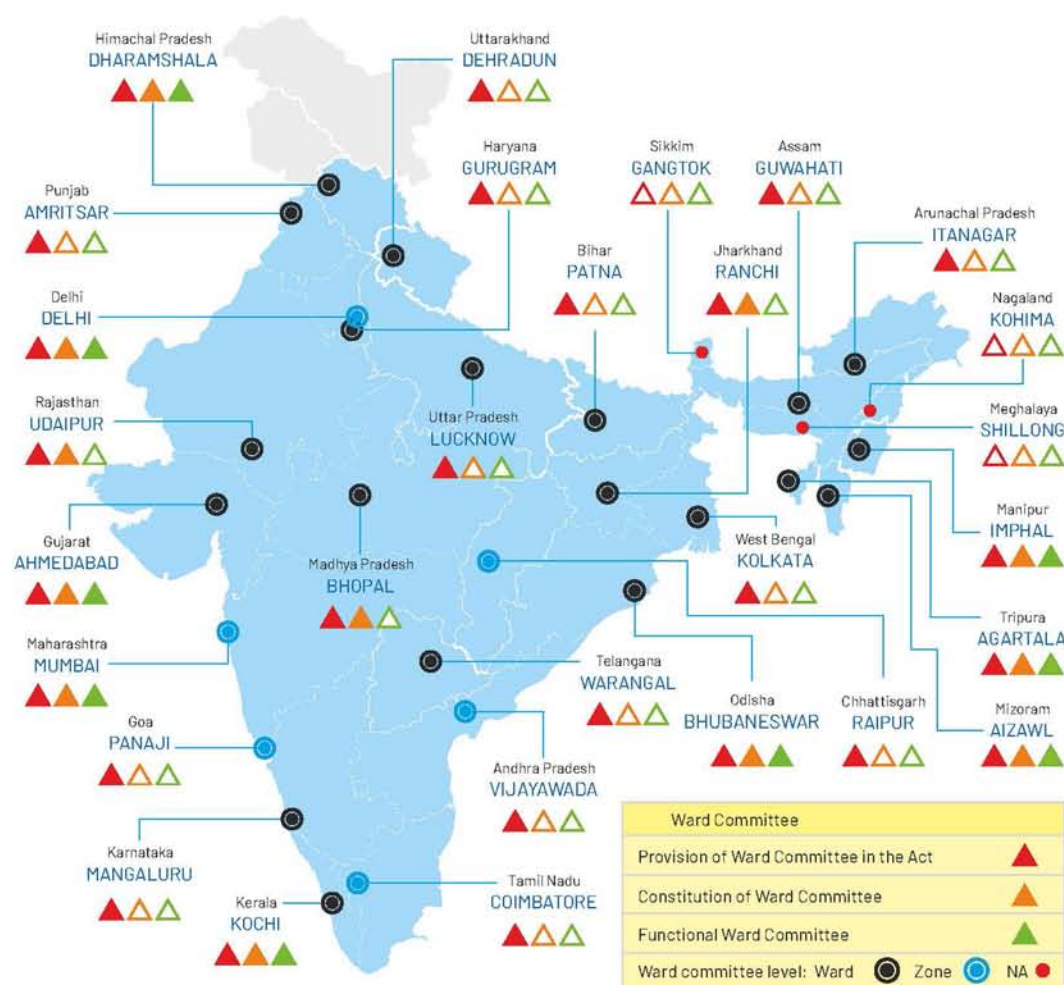 Himachal Pradesh
DHARAMSHALA
Uttarakhand
DEHRADUN
Haryana
GURUGRAM
Sikkim
GANGTOK
Assam
GUWAHATI
Punjab
AMRITSAR
Arunachal Pradesh
ITANAGAR
Bihar
PATNA
Jharkhand
RANCHI
Delhi
DELHI
Nagaland
KOHIMA
Rajasthan
UDAIPUR
Uttar Pradesh
LUCKNOW
Meghalaya
SHILLONG
Gujarat
AHMEDABAD
Madhya Pradesh
BHOPAL
West Bengal
KOLKATA
Manipur
IMPHAL
Maharashtra
MUMBAI
Telangana
WARANGAL
Tripura
AGARTALA
Goa
PANAJI
Odisha
BHUBANESWAR
Chhattisgarh
RAIPUR
Mizoram
AIZAWL
Andhra Pradesh
VIJAYAWADA
Karnataka
MANGALURU
Kerala
KOCHI
Tamil Nadu
COIMBATORE
Ward Committee
Provision of Ward Committee in the Act
Constitution of Ward Committee
Functional Ward Committee
Ward committee level: Ward Zone NA